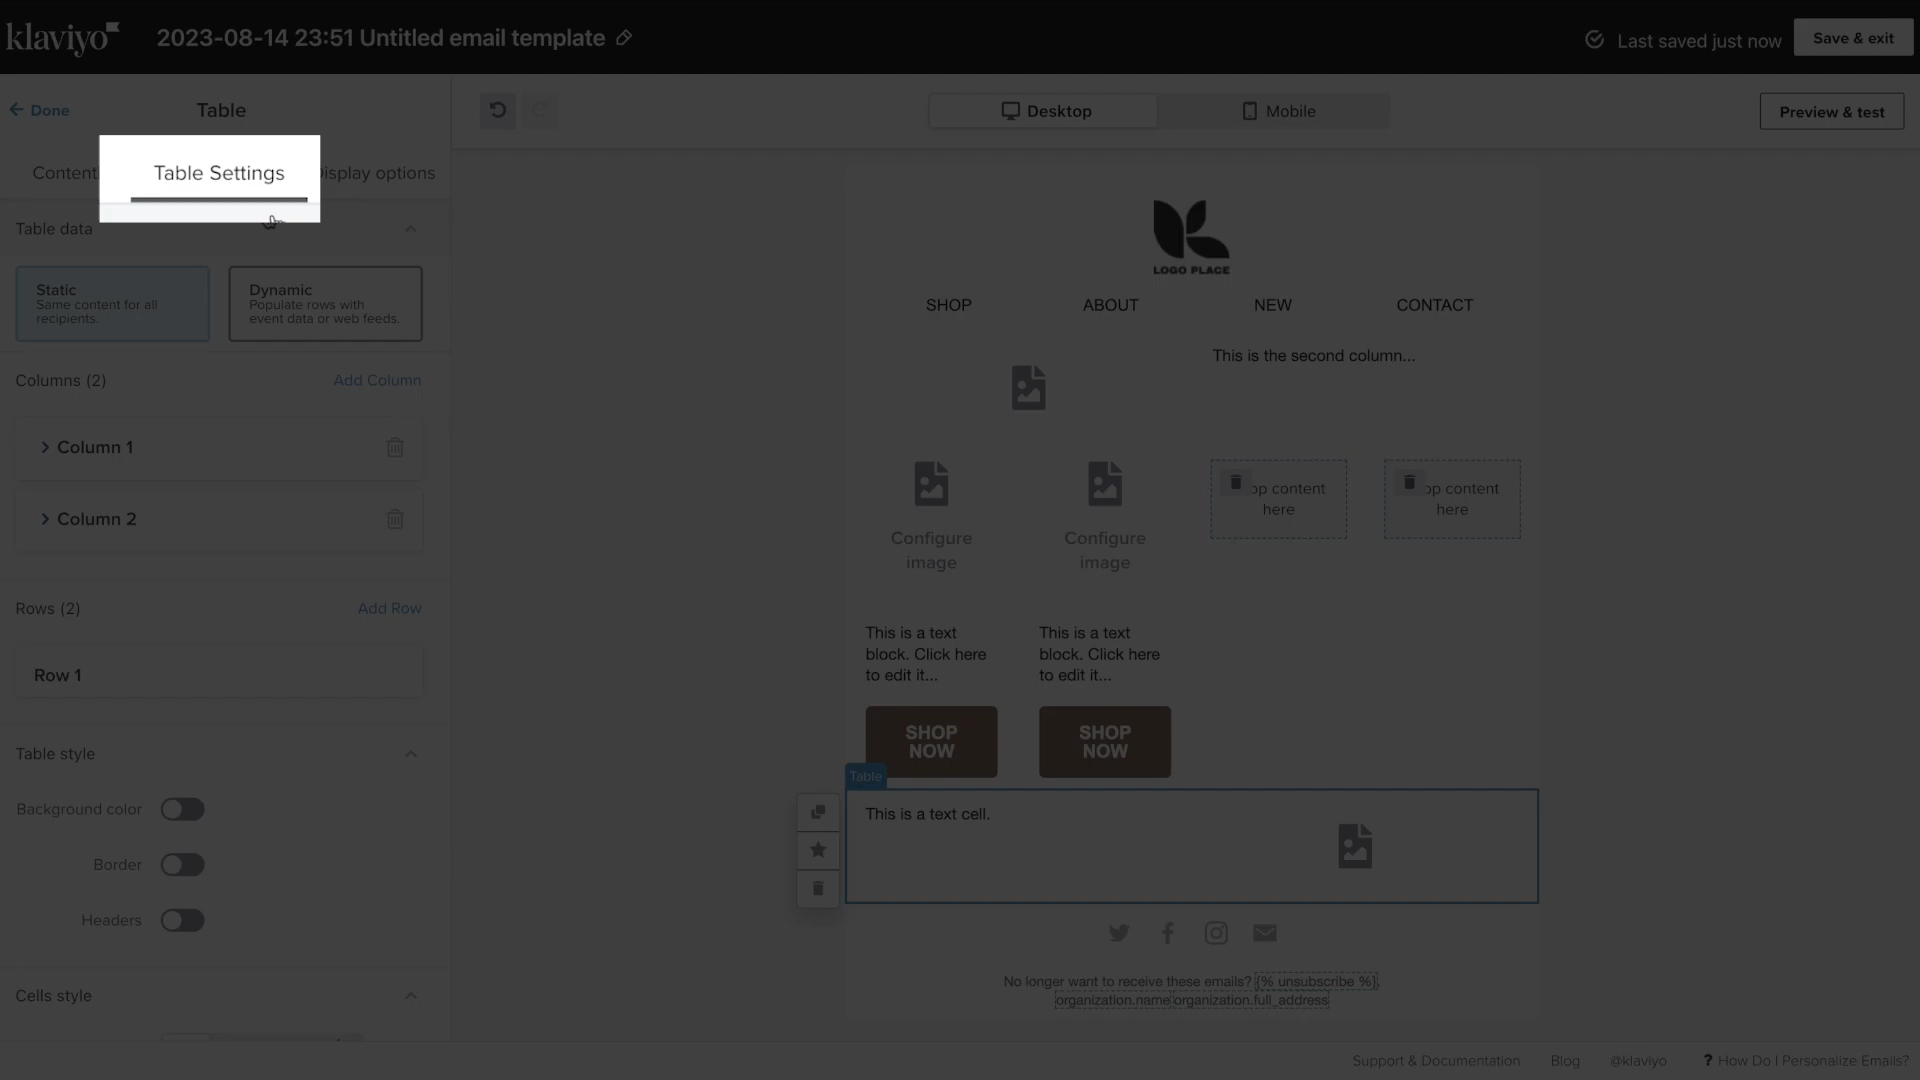 klaviyo
2023-08-14 23:51 Untitled email template
Last saved just now
Save & exit
Done
Table
Desktop
Mobile
Preview & test
Content
Table Settings
Display options
Table data
Static
Same content for all
recipients.
Dynamic
Populate rows with
event data or web feeds.
Columns (2)
Add Column
Column 1
Column 2
Rows (2)
Add Row
Row 1
Table style
Background color
Border
Headers
Cells style
LOGO PLACE
SHOP
ABOUT
NEW
CONTACT
This is the second column...
Configure
image
Configure
image
op content
here
op content
here
This is a text
block. Click here
to edit it...
This is a text
block. Click here
to edit it...
SHOP
NOW
SHOP
NOW
Table
This is a text cell.
No longer want to receive these emails? {% unsubscribe %}.
organization.name organization.full_address
Support & Documentation
Blog
@klaviyo
? How Do I Personalize Emails?